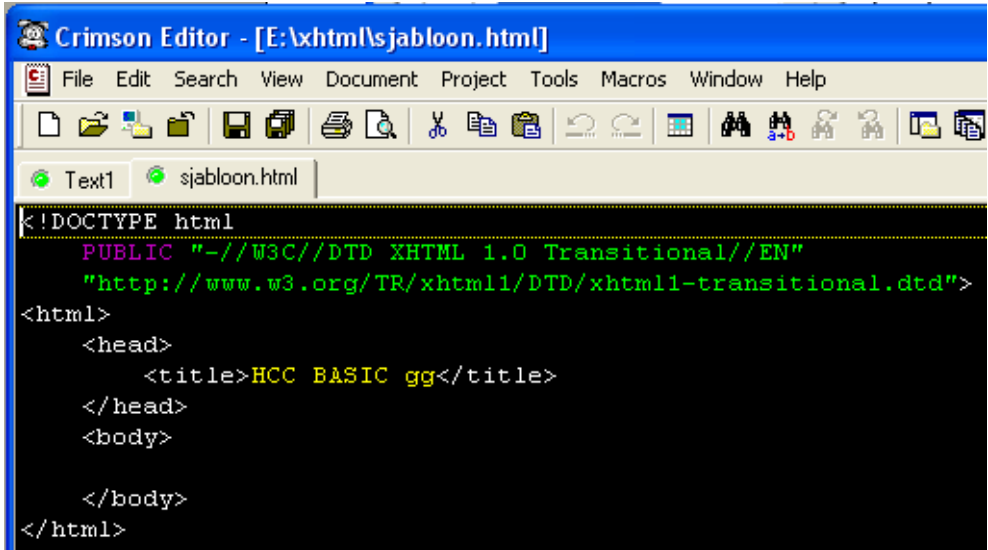 Crimson Editor - [E:\xhtml\sjabloon.html]
File Edit Search View Document Project Tools Macros Window Help
a+b
Text1 sjabloon.html
<!DOCTYPE html
    PUBLIC "-//W3C//DTD XHTML 1.0 Transitional//EN"
    "http://www.w3.org/TR/xhtml1/DTD/xhtml1-transitional.dtd">
<html>
    <head>
        <title>HCC BASIC gg</title>
    </head>
    <body>

    </body>
</html>